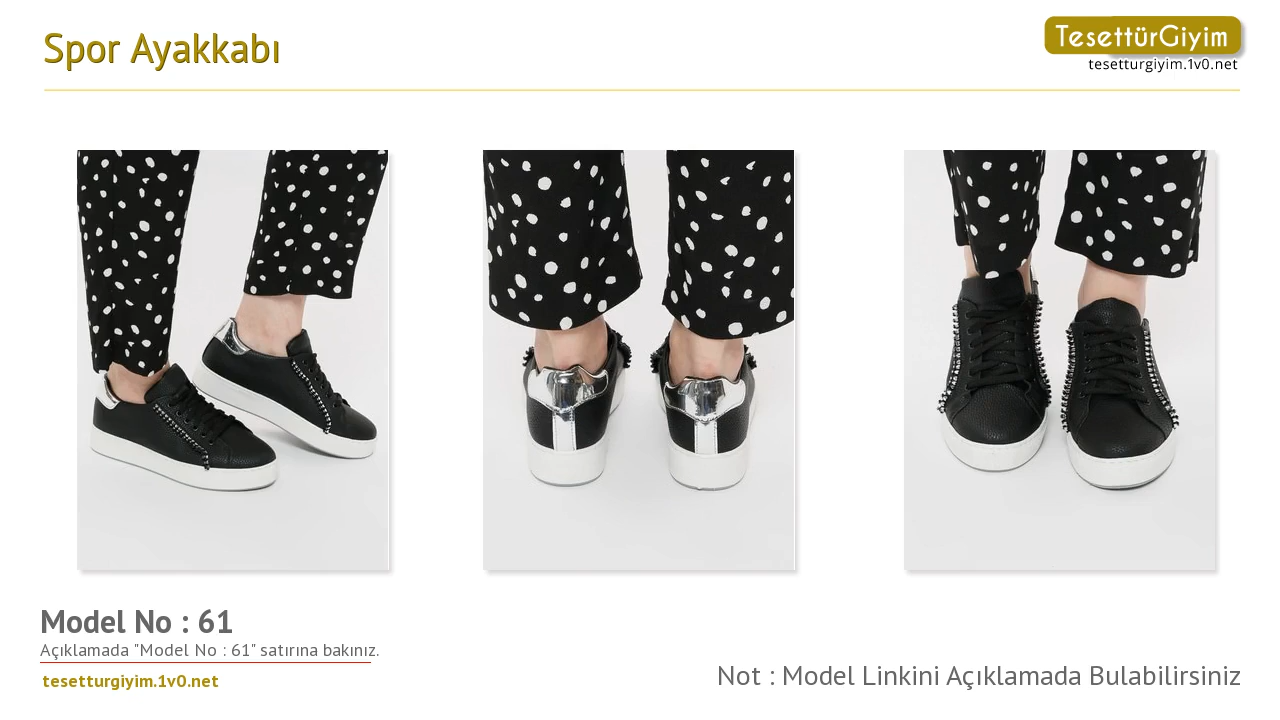 Spor Ayakkabı
TesettürGiyim
tesetturgiyim.1v0.net
Model No : 61
Açıklamada "Model No : 61" satırına bakınız.
tesetturgiyim.1v0.net
Not : Model Linkini Açıklamada Bulabilirsiniz